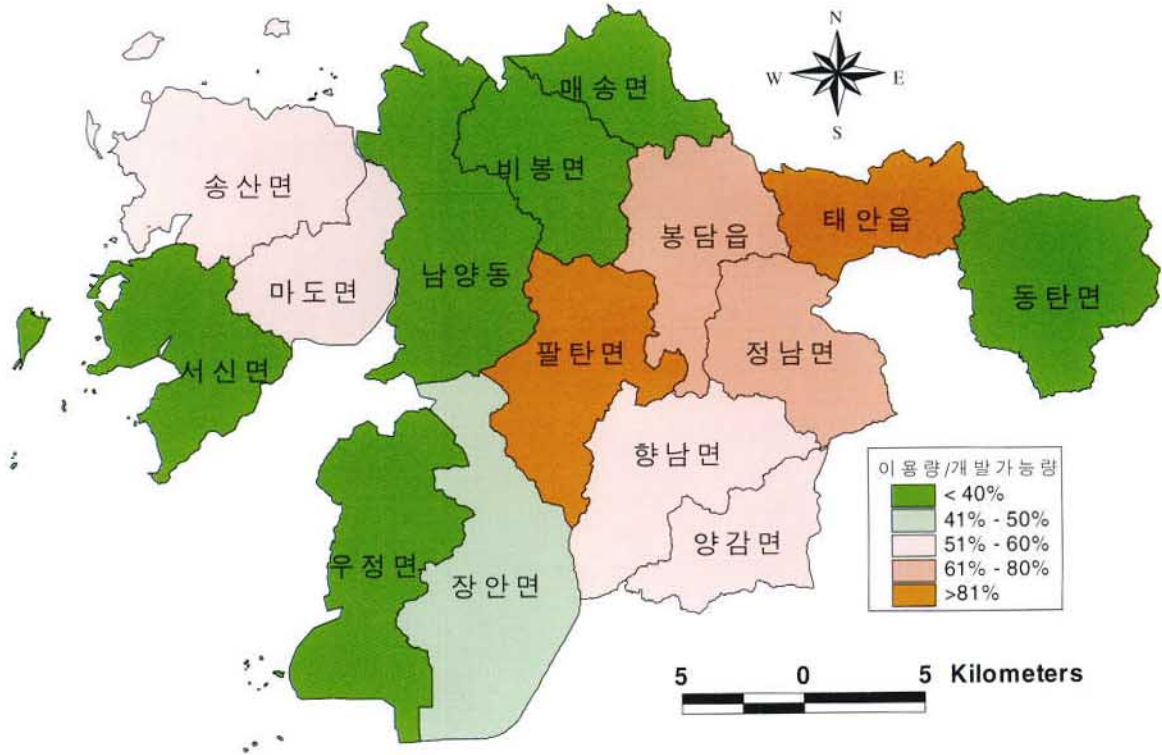 N
W E
S
매송면
비봉면
송산면
태안읍
봉담읍
남양동
마도면
동탄면
서신면
팔탄면
정남면
향남면
양감면
우정면
장안면
이용량/개발가능량
< 40%
41% - 50%
51% - 60%
61% - 80%
>81%
5 0 5 Kilometers